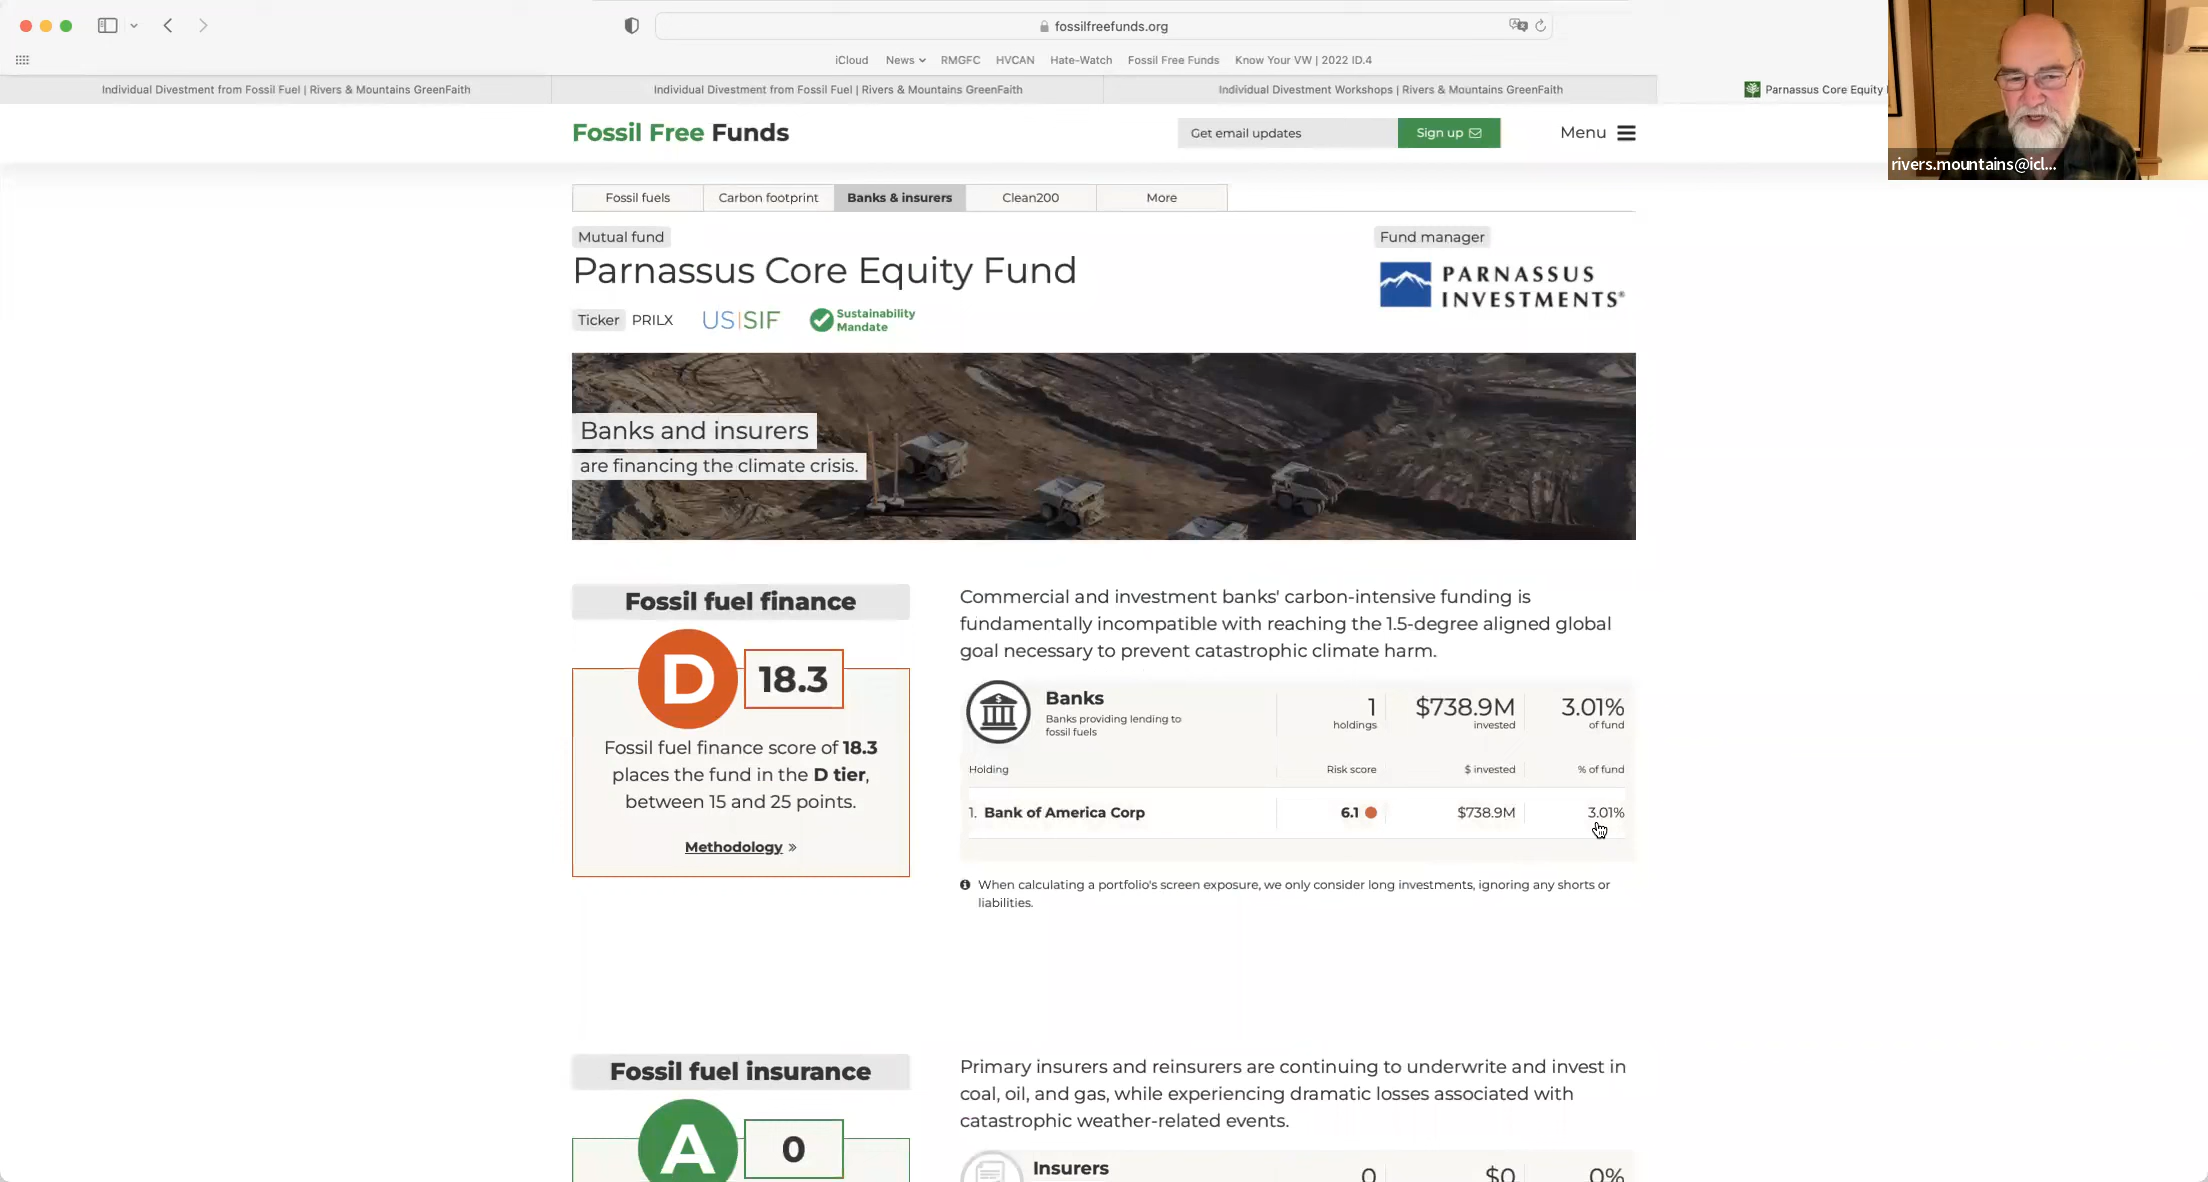 fossilfreefunds.org
iCloud News RMGFC HVCAN Hate-Watch Fossil Free Funds Know Your VW | 2022 ID.4
Individual Divestment from Fossil Fuel | Rivers & Mountains GreenFaith
Individual Divestment from Fossil Fuel | Rivers & Mountains GreenFaith
Individual Divestment Workshops | Rivers & Mountains GreenFaith
Parnassus Core Equity
rivers.mountains@icl...
Fossil Free Funds
Get email updates
Sign up
Menu
Fossil fuels
Carbon footprint
Banks & insurers
Clean200
More
Mutual fund
Fund manager
Parnassus Core Equity Fund
PARNASSUS
INVESTMENTS®
Ticker PRILX
US|SIF
Sustainability
Mandate
Banks and insurers
are financing the climate crisis.
Fossil fuel finance
D 18.3
Fossil fuel finance score of 18.3
places the fund in the D tier,
between 15 and 25 points.
Methodology »
Commercial and investment banks' carbon-intensive funding is
fundamentally incompatible with reaching the 1.5-degree aligned global
goal necessary to prevent catastrophic climate harm.
Banks
Banks providing lending to
fossil fuels
1
holdings
$738.9M
invested
3.01%
of fund
Holding Risk score $ invested % of fund
1. Bank of America Corp 6.1 $738.9M 3.01%
When calculating a portfolio's screen exposure, we only consider long investments, ignoring any shorts or
liabilities.
Fossil fuel insurance
A 0
Primary insurers and reinsurers are continuing to underwrite and invest in
coal, oil, and gas, while experiencing dramatic losses associated with
catastrophic weather-related events.
Insurers 0 $0 0%